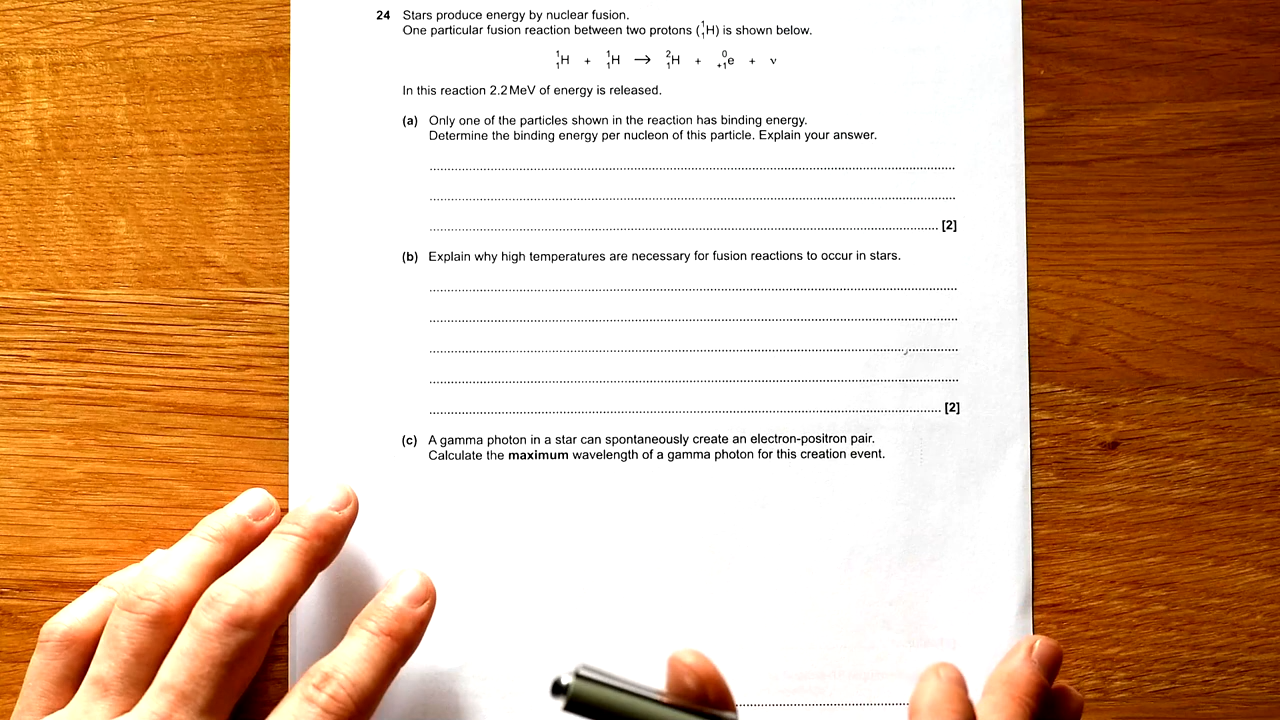 24 Stars produce energy by nuclear fusion.
One particular fusion reaction between two protons (¹₁H) is shown below.
¹₁H + ¹₁H → ²₁H + ⁰₊₁e + ν
In this reaction 2.2 MeV of energy is released.
(a) Only one of the particles shown in the reaction has binding energy.
Determine the binding energy per nucleon of this particle. Explain your answer.
[2]
(b) Explain why high temperatures are necessary for fusion reactions to occur in stars.
[2]
(c) A gamma photon in a star can spontaneously create an electron-positron pair.
Calculate the maximum wavelength of a gamma photon for this creation event.